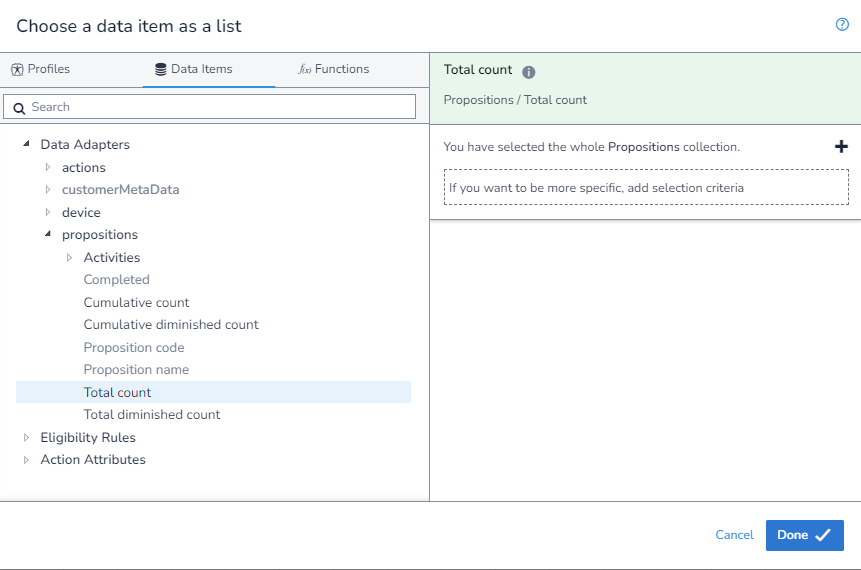 Choose a data item as a list
Profiles
Data Items
f(x) Functions
Search
Data Adapters
actions
customerMetaData
device
propositions
Activities
Completed
Cumulative count
Cumulative diminished count
Proposition code
Proposition name
Total count
Total diminished count
Eligibility Rules
Action Attributes
Total count
Propositions / Total count
You have selected the whole Propositions collection.
If you want to be more specific, add selection criteria
Cancel
Done